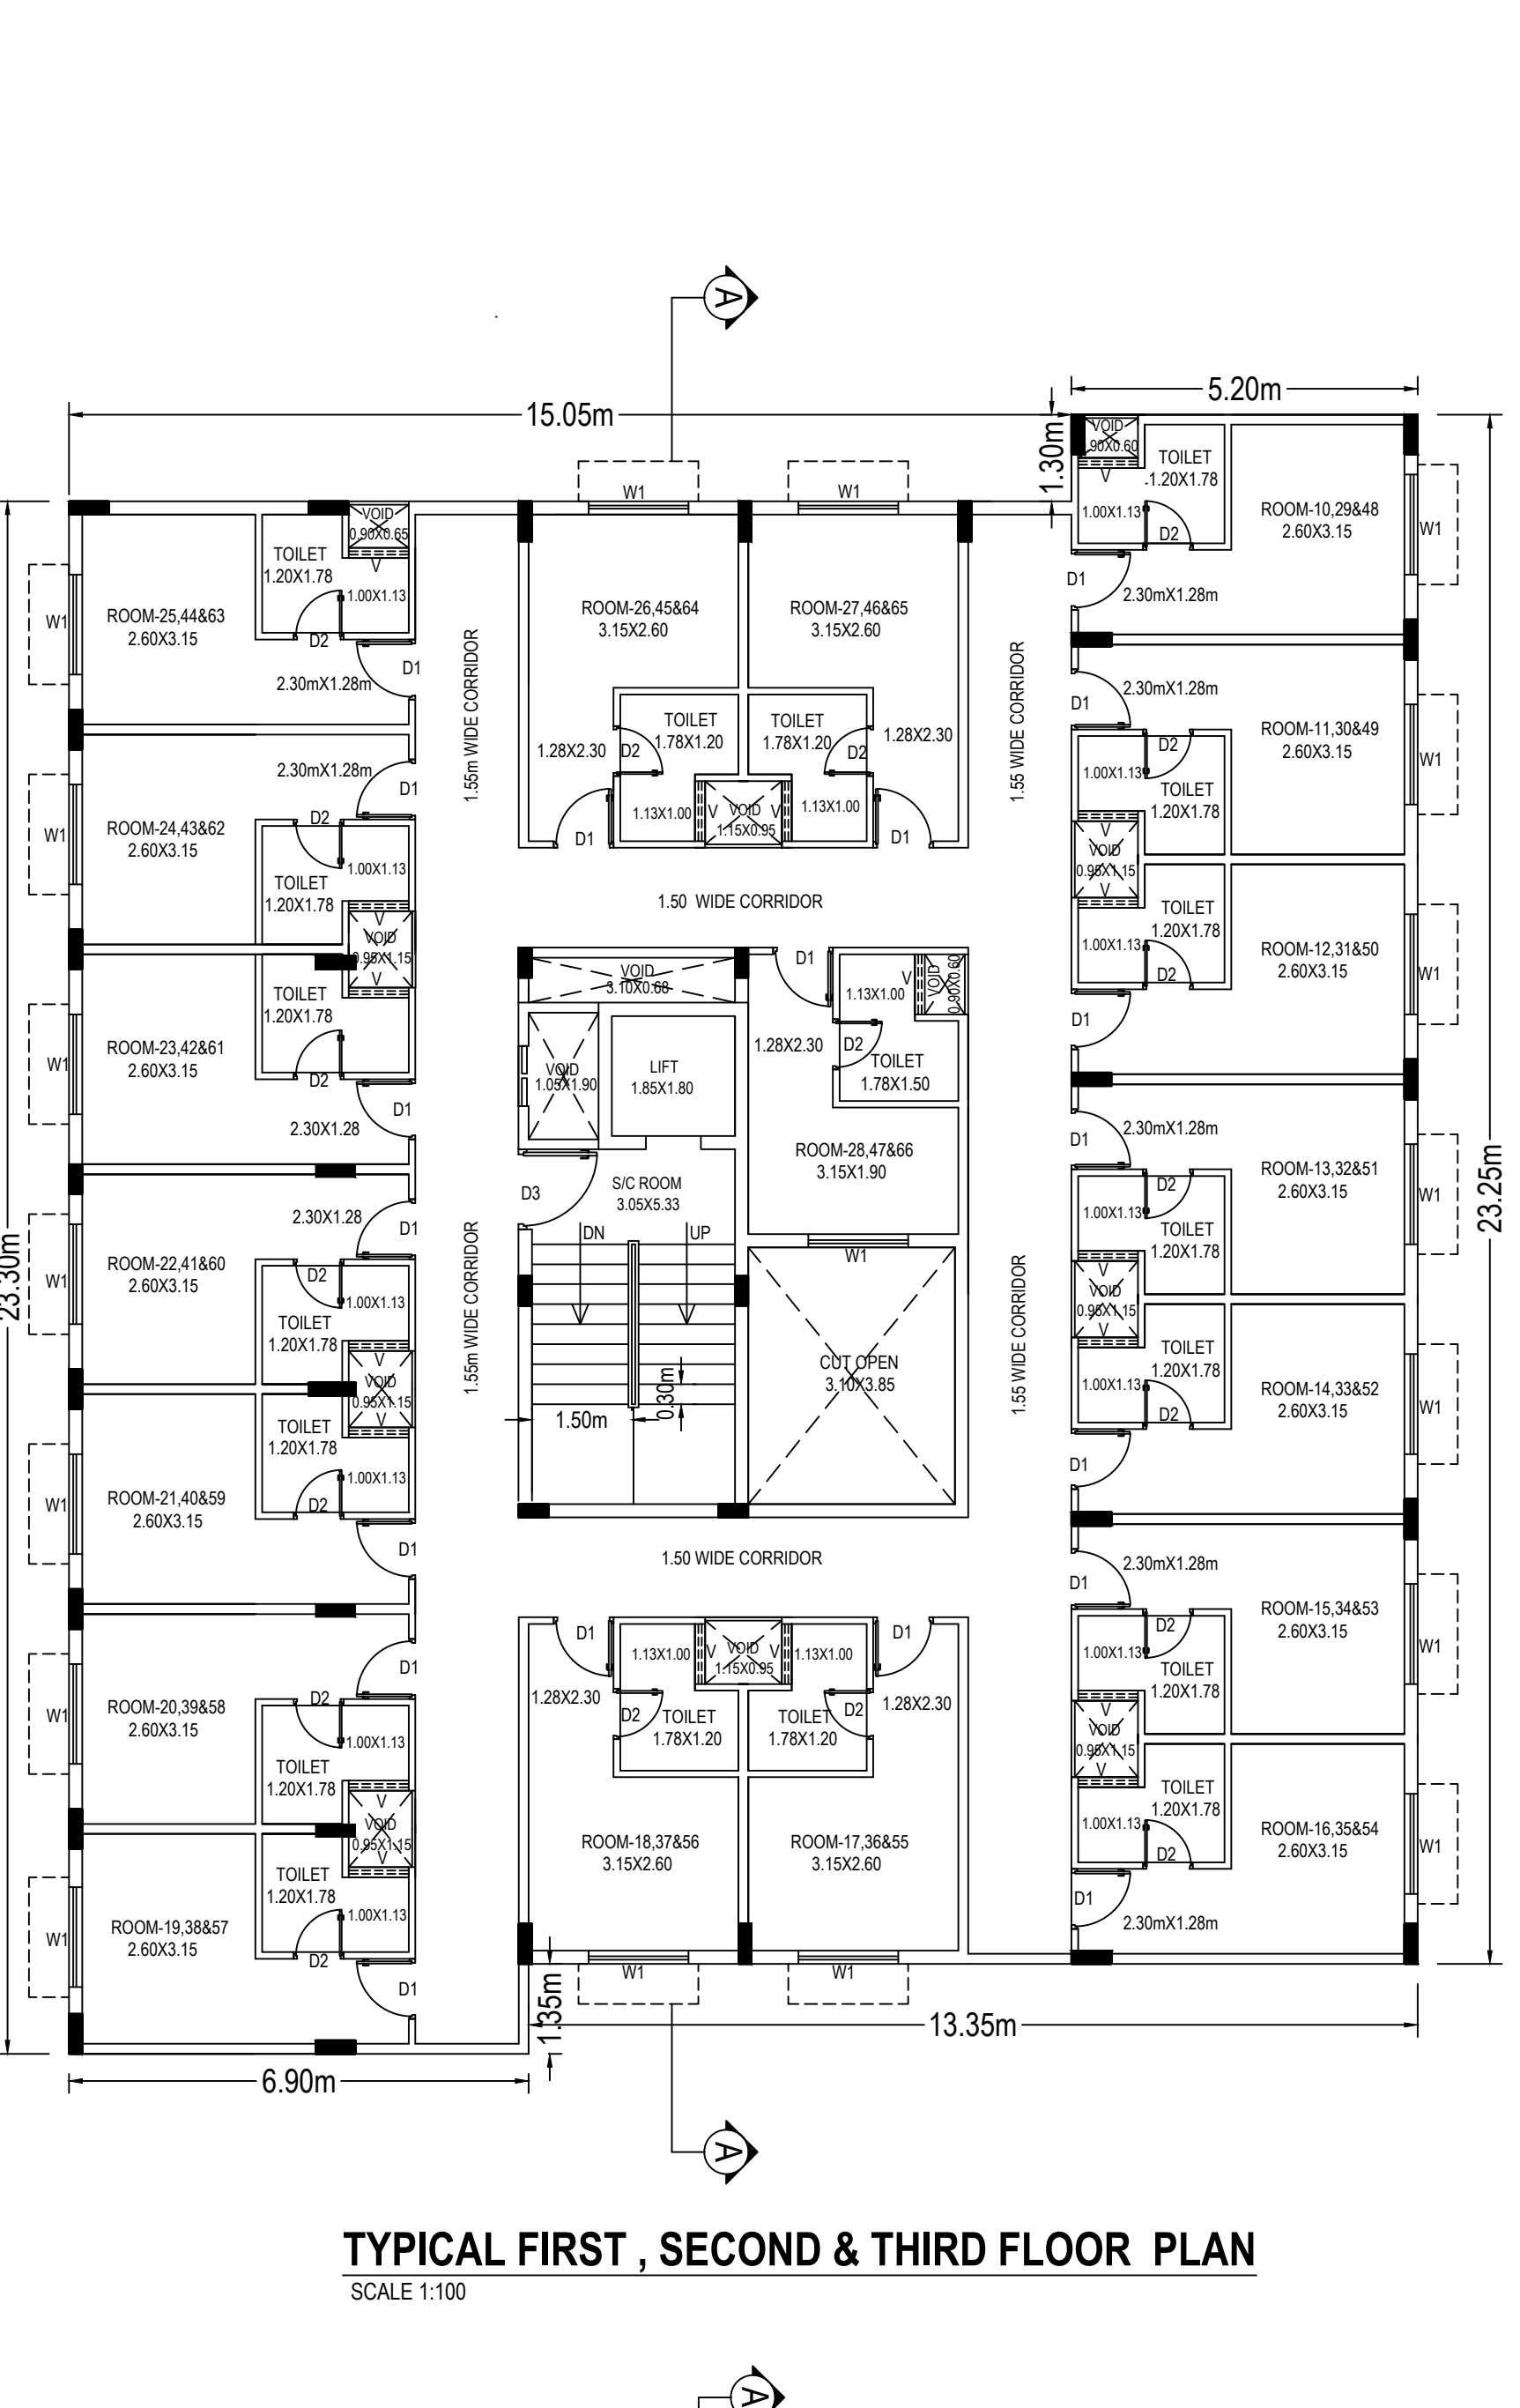 A
5.20m
15.05m
1.30m
VOID
.90X0.60
TOILET
1.20X1.78
V
1.00X1.13
D2
ROOM-10,29&48
2.60X3.15
W1
D1
2.30mX1.28m
W1
W1
VOID
0.90X0.65
TOILET
1.20X1.78
V
1.00X1.13
ROOM-25,44&63
2.60X3.15
W1
D2
D1
2.30mX1.28m
1.55m WIDE CORRIDOR
ROOM-26,45&64
3.15X2.60
ROOM-27,46&65
3.15X2.60
1.55 WIDE CORRIDOR
TOILET
1.78X1.20
TOILET
1.78X1.20
1.28X2.30
D2
D2
1.28X2.30
1.13X1.00
V
VOID
V
1.15X0.95
1.13X1.00
D1
D1
2.30mX1.28m
D1
D2
ROOM-11,30&49
2.60X3.15
W1
1.00X1.13
TOILET
1.20X1.78
V
VOID
0.95X1.15
V
TOILET
1.20X1.78
1.00X1.13
D2
ROOM-12,31&50
2.60X3.15
W1
D1
2.30mX1.28m
D1
D2
ROOM-24,43&62
2.60X3.15
W1
1.00X1.13
TOILET
1.20X1.78
V
VOID
0.95X1.15
V
TOILET
1.20X1.78
ROOM-23,42&61
2.60X3.15
W1
D2
D1
2.30X1.28
1.50 WIDE CORRIDOR
VOID
3.10X0.68
D1
V
VOID
0.90X0.60
1.13X1.00
1.28X2.30
D2
TOILET
1.78X1.50
VOID
1.05X1.90
LIFT
1.85X1.80
ROOM-28,47&66
3.15X1.90
S/C ROOM
3.05X5.33
D3
DN
UP
W1
CUT OPEN
3.10X3.85
1.50m
0.30m
1.55m WIDE CORRIDOR
1.55 WIDE CORRIDOR
1.50 WIDE CORRIDOR
2.30mX1.28m
D1
D2
ROOM-13,32&51
2.60X3.15
W1
1.00X1.13
TOILET
1.20X1.78
V
VOID
0.95X1.15
V
TOILET
1.20X1.78
1.00X1.13
D2
ROOM-14,33&52
2.60X3.15
W1
D1
23.25m
23.30m
2.30X1.28
D1
ROOM-22,41&60
2.60X3.15
W1
D2
1.00X1.13
TOILET
1.20X1.78
V
VOID
0.95X1.15
V
TOILET
1.20X1.78
1.00X1.13
D2
ROOM-21,40&59
2.60X3.15
W1
D1
2.30mX1.28m
D1
D2
ROOM-15,34&53
2.60X3.15
W1
1.00X1.13
TOILET
1.20X1.78
V
VOID
0.95X1.15
V
TOILET
1.20X1.78
1.00X1.13
D2
ROOM-16,35&54
2.60X3.15
W1
D1
2.30mX1.28m
D1
D2
ROOM-20,39&58
2.60X3.15
W1
1.00X1.13
TOILET
1.20X1.78
V
VOID
0.95X1.15
V
TOILET
1.20X1.78
1.00X1.13
ROOM-19,38&57
2.60X3.15
W1
D2
D1
D1
1.13X1.00
V
VOID
V
1.15X0.95
1.13X1.00
D1
1.28X2.30
D2
TOILET
1.78X1.20
TOILET
1.78X1.20
D2
1.28X2.30
ROOM-18,37&56
3.15X2.60
ROOM-17,36&55
3.15X2.60
W1
W1
1.35m
13.35m
6.90m
A
TYPICAL FIRST , SECOND & THIRD FLOOR PLAN
SCALE 1:100
A